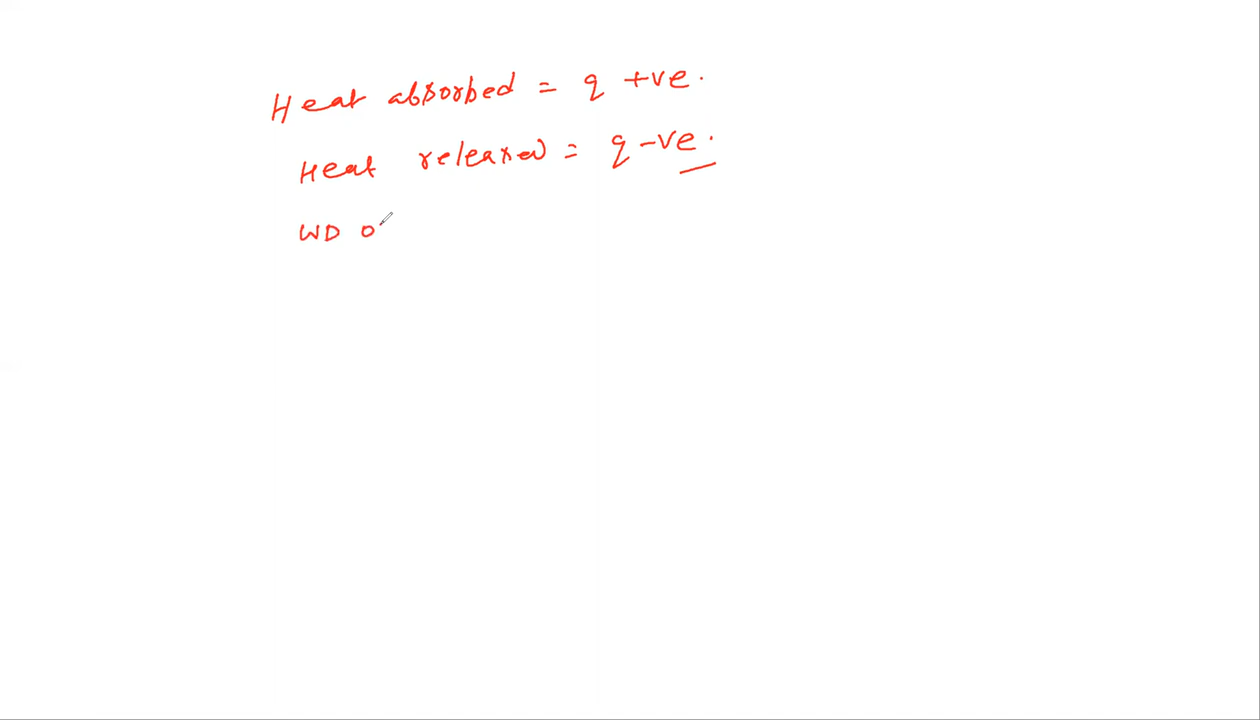 Heat absorbed = q +ve.
Heat released = q -ve.
WD o